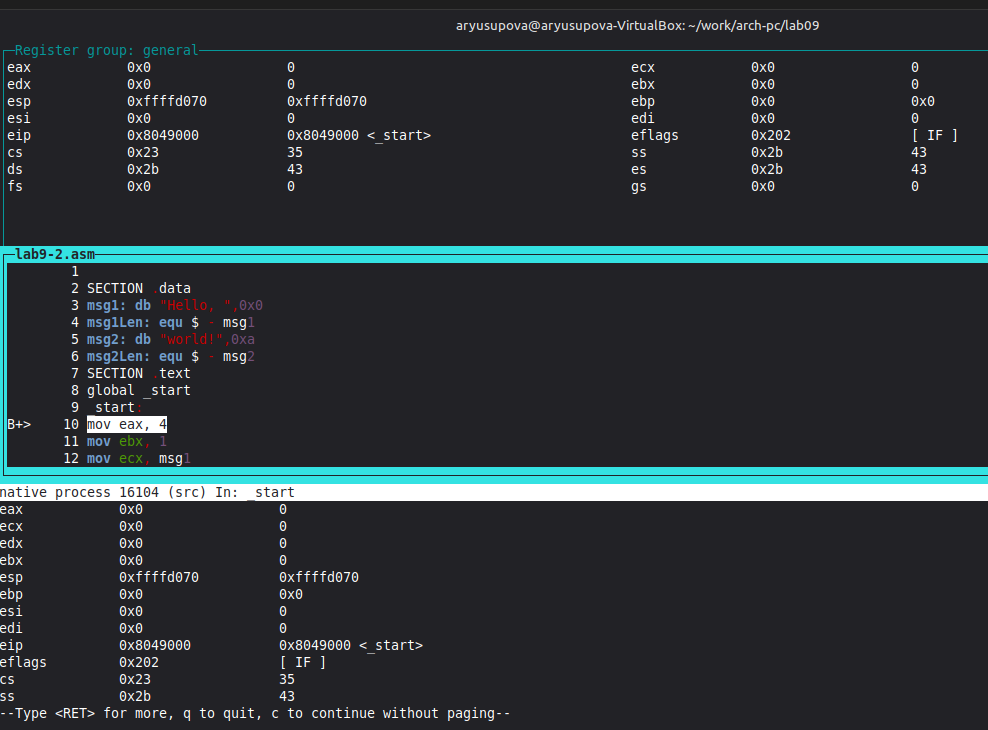 aryusupova@aryusupova-VirtualBox: ~/work/arch-pc/lab09
Register group: general
eax 0x0 0 ecx 0x0 0
edx 0x0 0 ebx 0x0 0
esp 0xffffd070 0xffffd070 ebp 0x0 0x0
esi 0x0 0 edi 0x0 0
eip 0x8049000 0x8049000 <_start> eflags 0x202 [ IF ]
cs 0x23 35 ss 0x2b 43
ds 0x2b 43 es 0x2b 43
fs 0x0 0 gs 0x0 0
lab9-2.asm
1
2 SECTION .data
3 msg1: db "Hello, ",0x0
4 msg1Len: equ $ - msg1
5 msg2: db "world!",0xa
6 msg2Len: equ $ - msg2
7 SECTION .text
8 global _start
9 _start:
B+> 10 mov eax, 4
11 mov ebx, 1
12 mov ecx, msg1
native process 16104 (src) In: _start
eax 0x0 0
ecx 0x0 0
edx 0x0 0
ebx 0x0 0
esp 0xffffd070 0xffffd070
ebp 0x0 0x0
esi 0x0 0
edi 0x0 0
eip 0x8049000 0x8049000 <_start>
eflags 0x202 [ IF ]
cs 0x23 35
ss 0x2b 43
--Type <RET> for more, q to quit, c to continue without paging--